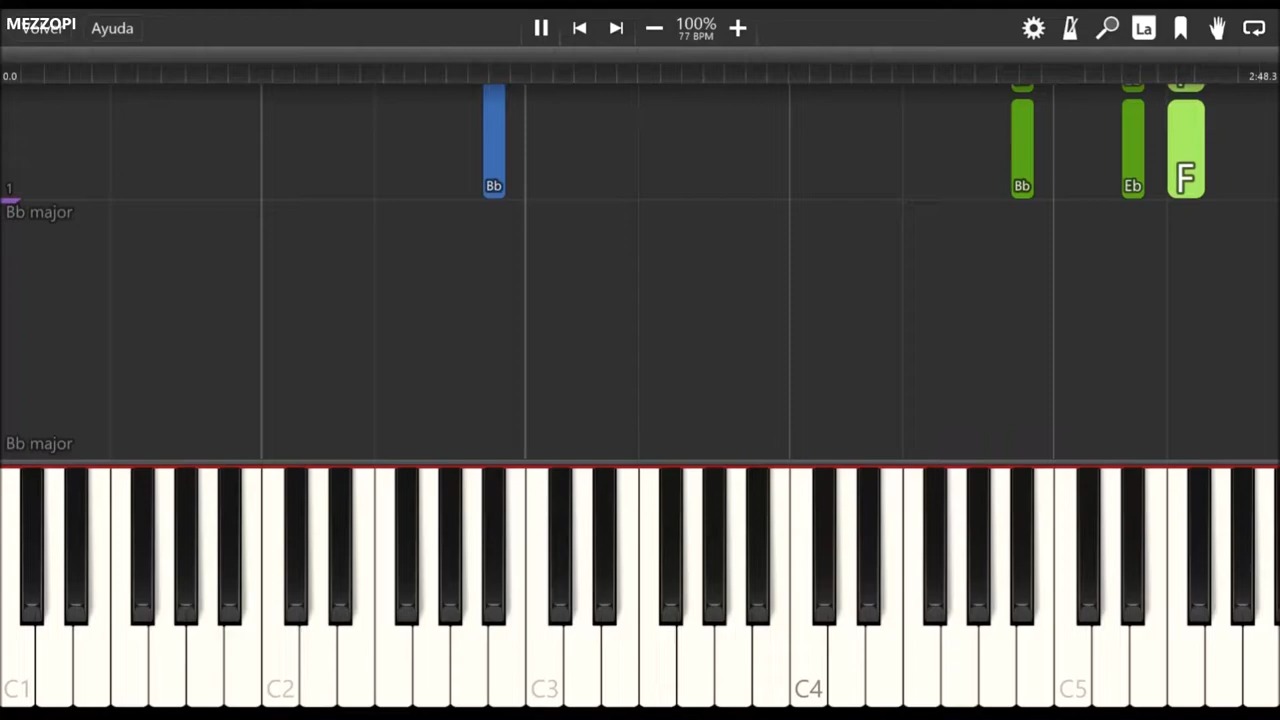 MEZZOPI
Volver
Ayuda
100%
77 BPM
La
0.0
2:48.3
Bb
Bb
Eb
F
1
Bb major
Bb major
C1
C2
C3
C4
C5